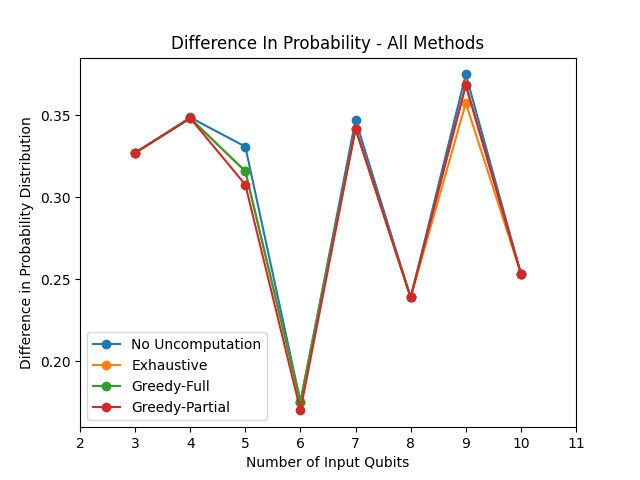 Difference In Probability - All Methods
Difference in Probability Distribution
0.35
0.30
0.25
0.20
No Uncomputation
Exhaustive
Greedy-Full
Greedy-Partial
2 3 4 5 6 7 8 9 10 11
Number of Input Qubits